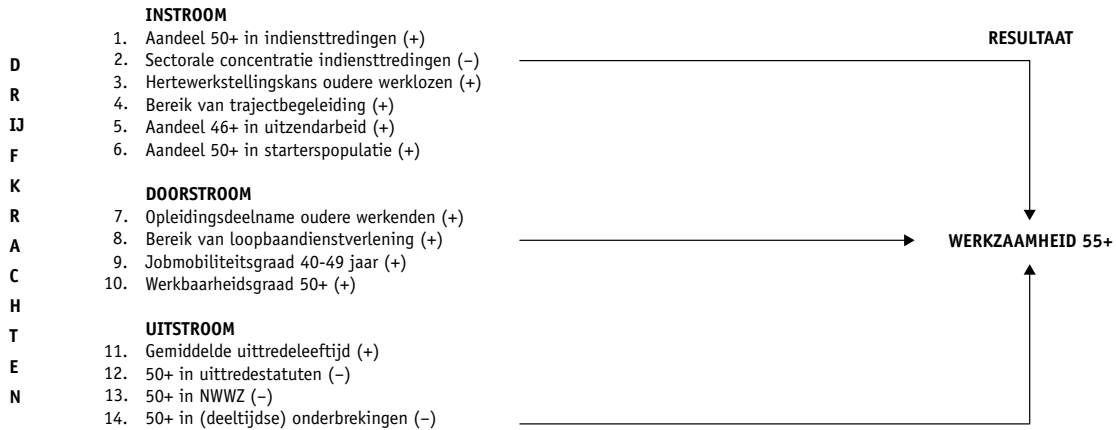 DRIJFKRACHTEN
INSTROOM
1. Aandeel 50+ in indiensttredingen (+)
2. Sectorale concentratie indiensttredingen (–)
3. Hertewerkstellingskans oudere werklozen (+)
4. Bereik van trajectbegeleiding (+)
5. Aandeel 46+ in uitzendarbeid (+)
6. Aandeel 50+ in starterspopulatie (+)
DOORSTROOM
7. Opleidingsdeelname oudere werkenden (+)
8. Bereik van loopbaandienstverlening (+)
9. Jobmobiliteitsgraad 40-49 jaar (+)
10. Werkbaarheidsgraad 50+ (+)
UITSTROOM
11. Gemiddelde uittredeleeftijd (+)
12. 50+ in uittredestatuten (–)
13. 50+ in NWWZ (–)
14. 50+ in (deeltijdse) onderbrekingen (–)
RESULTAAT
WERKZAAMHEID 55+